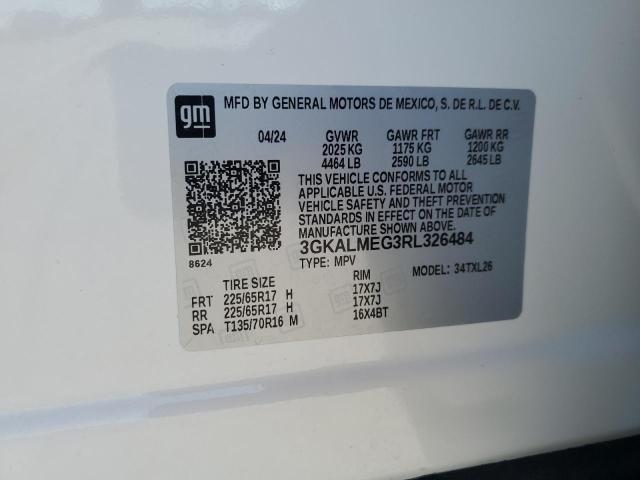 gm MFD BY GENERAL MOTORS DE MEXICO, S. DE R.L. DE C.V.
04/24 GVWR GAWR FRT GAWR RR
2025 KG 1175 KG 1200 KG
4464 LB 2590 LB 2645 LB
THIS VEHICLE CONFORMS TO ALL
APPLICABLE U.S. FEDERAL MOTOR
VEHICLE SAFETY AND THEFT PREVENTION
STANDARDS IN EFFECT ON THE DATE OF
MANUFACTURE SHOWN ABOVE.
3GKALMEG3RL326484
8624
TYPE: MPV MODEL: 34TXL26
TIRE SIZE RIM
FRT 225/65R17 H 17X7J
RR 225/65R17 H 17X7J
SPA T135/70R16 M 16X4BT